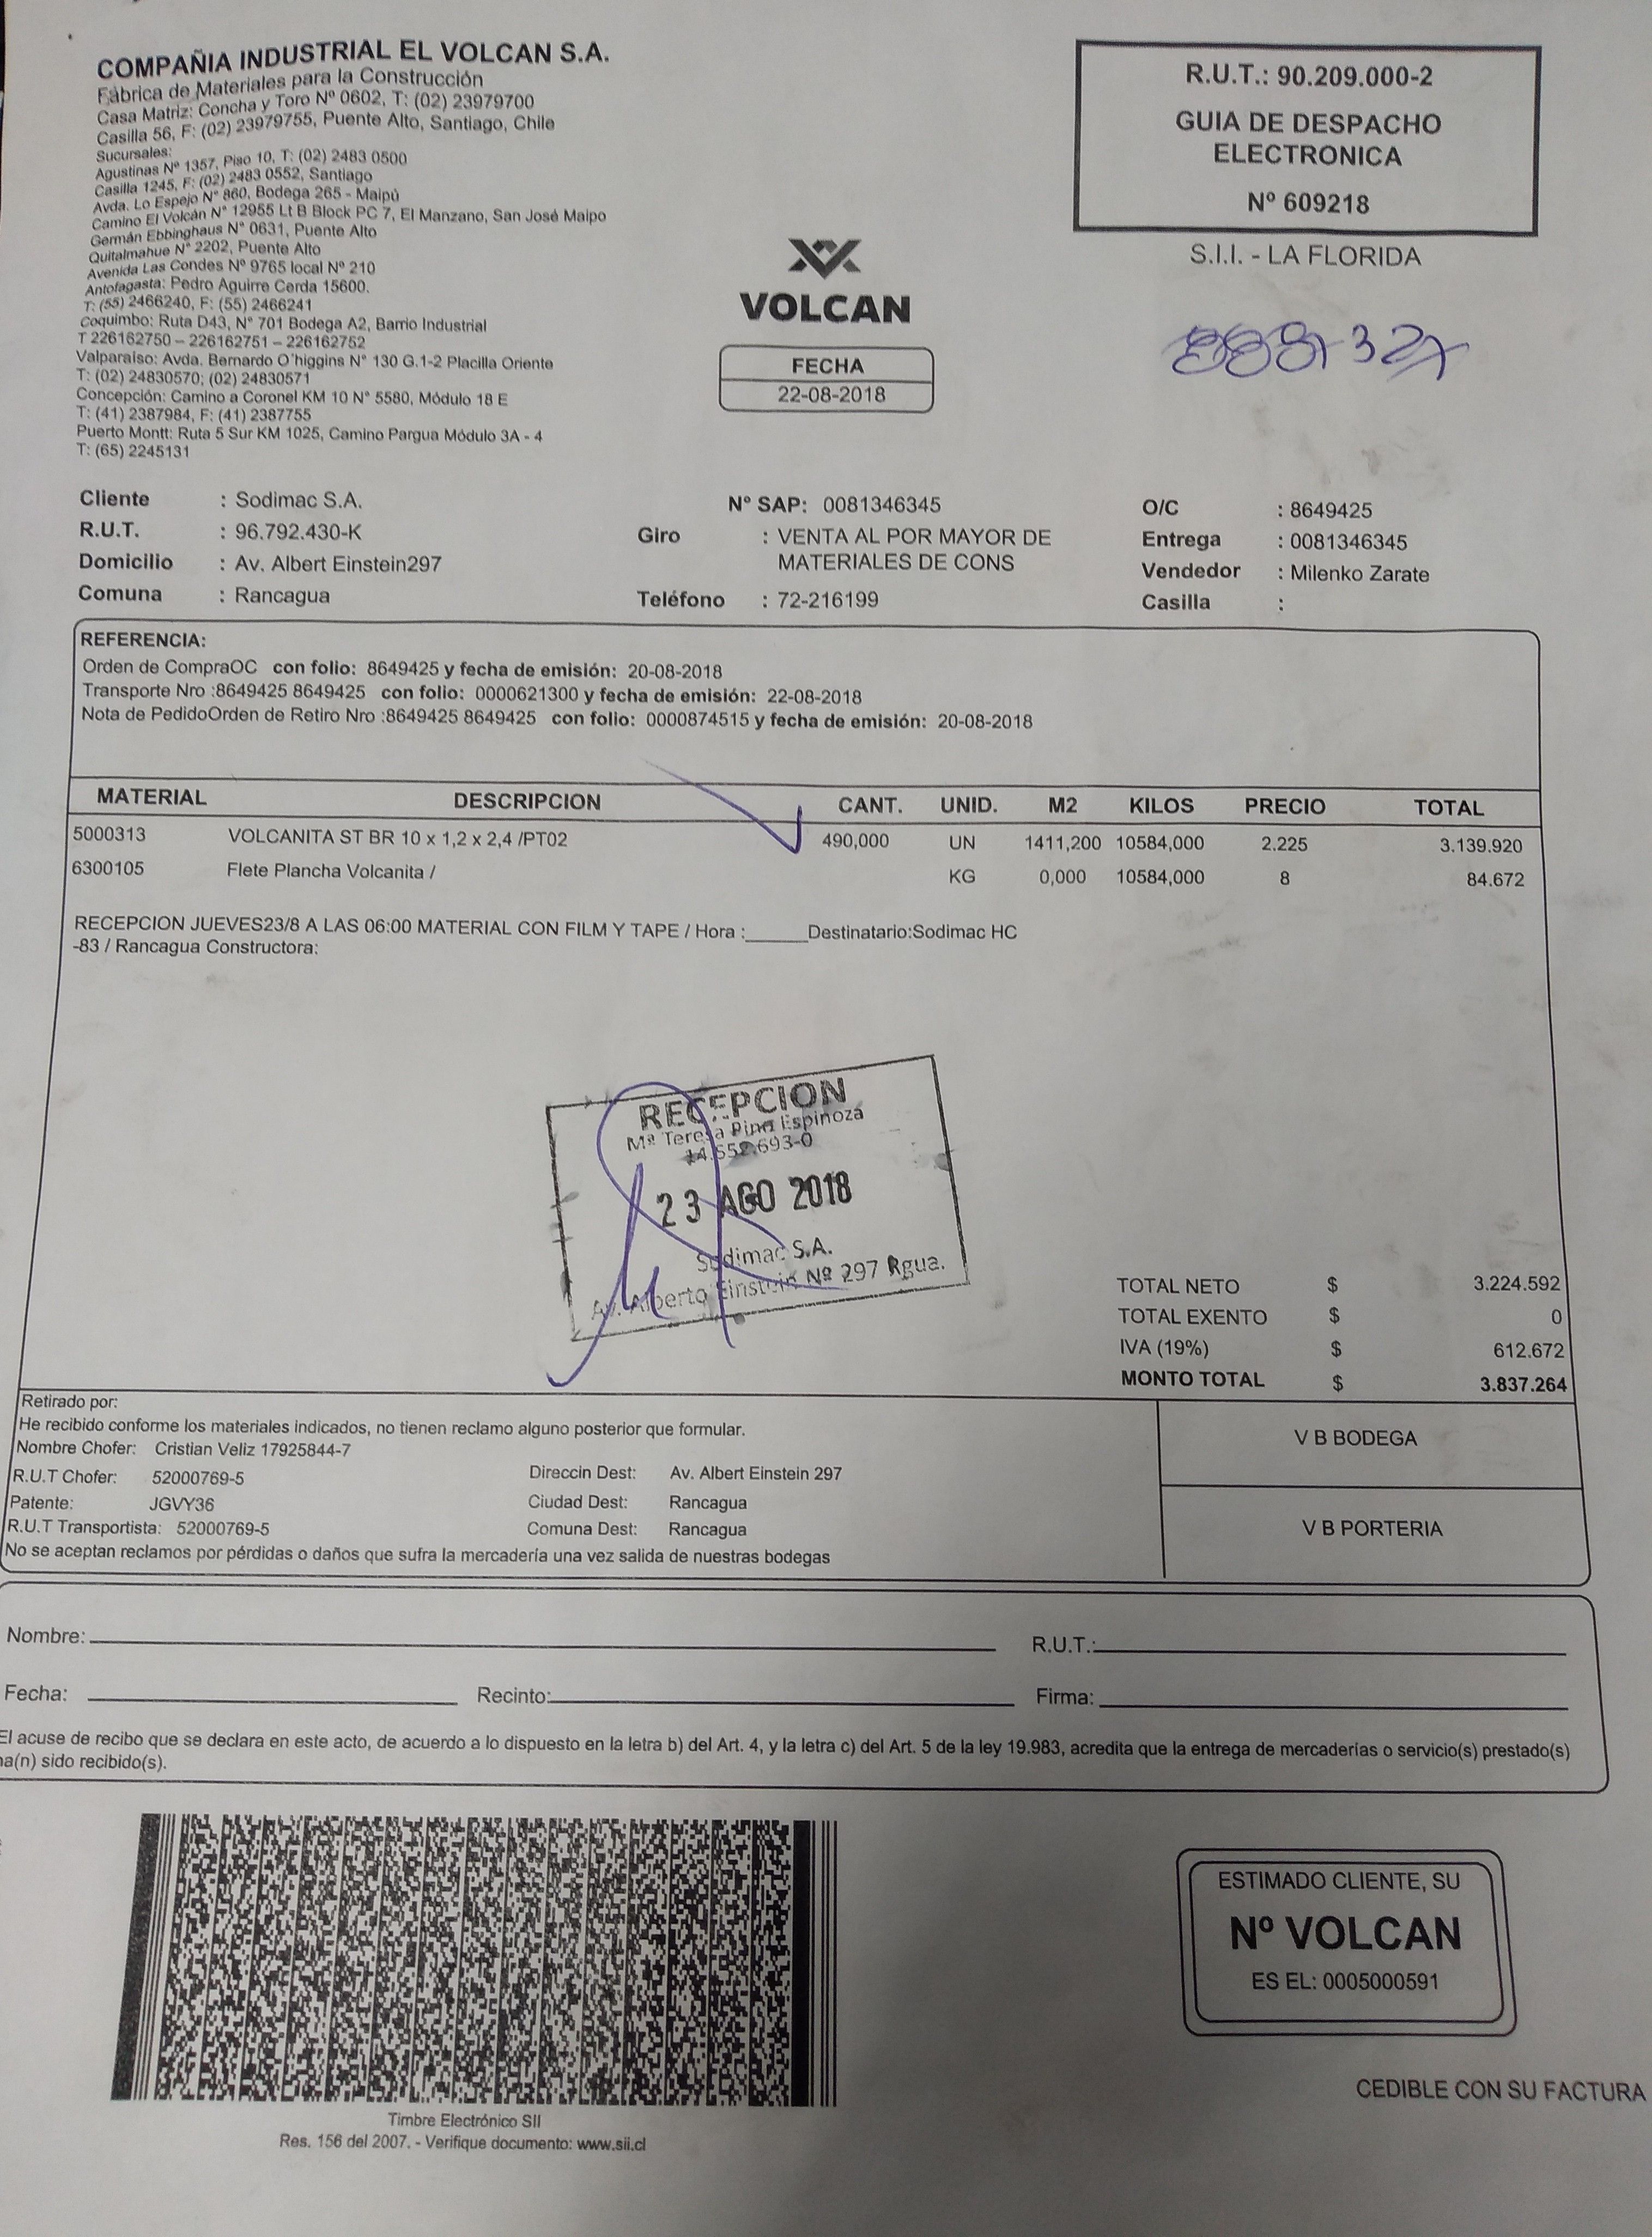 COMPAÑIA INDUSTRIAL EL VOLCAN S.A.
Fábrica de Materiales para la Construcción
Casa Matriz: Concha y Toro Nº 0602, T: (02) 23979700
Casilla 56, F: (02) 23979755, Puente Alto, Santiago, Chile
Sucursales:
Agustinas Nº 1357, Piso 10, T: (02) 2483 0500
Casilla 1245, F: (02) 2483 0552, Santiago
Avda. Lo Espejo N° 860, Bodega 265 - Maipú
Camino El Volcán N° 12955 Lt B Block PC 7, El Manzano, San José Maipo
Germán Ebbinghaus N° 0631, Puente Alto
Quitalmahue N° 2202, Puente Alto
Avenida Las Condes Nº 9765 local Nº 210
Antofagasta: Pedro Aguirre Cerda 15600.
T: (55) 2466240, F: (55) 2466241
Coquimbo: Ruta D43, N° 701 Bodega A2, Barrio Industrial
T 226162750 – 226162751 – 226162752
Valparaiso: Avda. Bernardo O´higgins N° 130 G.1-2 Placilla Oriente
T: (02) 24830570; (02) 24830571
Concepción: Camino a Coronel KM 10 N° 5580, Módulo 18 E
T: (41) 2387984, F: (41) 2387755
Puerto Montt: Ruta 5 Sur KM 1025, Camino Pargua Módulo 3A - 4
T: (65) 2245131
R.U.T.: 90.209.000-2
GUIA DE DESPACHO
ELECTRONICA
Nº 609218
S.I.I. - LA FLORIDA
VOLCAN
FECHA
22-08-2018
Cliente : Sodimac S.A. N° SAP: 0081346345 O/C : 8649425
R.U.T. : 96.792.430-K Giro : VENTA AL POR MAYOR DE Entrega : 0081346345
Domicilio : Av. Albert Einstein297 MATERIALES DE CONS Vendedor : Milenko Zarate
Comuna : Rancagua Teléfono : 72-216199 Casilla :
REFERENCIA:
Orden de CompraOC con folio: 8649425 y fecha de emisión: 20-08-2018
Transporte Nro :8649425 8649425 con folio: 0000621300 y fecha de emisión: 22-08-2018
Nota de PedidoOrden de Retiro Nro :8649425 8649425 con folio: 0000874515 y fecha de emisión: 20-08-2018
MATERIAL DESCRIPCION CANT. UNID. M2 KILOS PRECIO TOTAL
5000313 VOLCANITA ST BR 10 x 1,2 x 2,4 /PT02 490,000 UN 1411,200 10584,000 2.225 3.139.920
6300105 Flete Plancha Volcanita / KG 0,000 10584,000 8 84.672
RECEPCION JUEVES23/8 A LAS 06:00 MATERIAL CON FILM Y TAPE / Hora :______Destinatario:Sodimac HC
-83 / Rancagua Constructora:
RECEPCION
Mª Teresa Pino Espinoza
14.552.693-0
23 AGO 2018
Sodimac S.A.
Av. Alberto Einstein Nº 297 Rgua.
TOTAL NETO $ 3.224.592
TOTAL EXENTO $ 0
IVA (19%) $ 612.672
MONTO TOTAL $ 3.837.264
Retirado por:
He recibido conforme los materiales indicados, no tienen reclamo alguno posterior que formular.
Nombre Chofer: Cristian Veliz 17925844-7
R.U.T Chofer: 52000769-5 Direccin Dest: Av. Albert Einstein 297
Patente: JGVY36 Ciudad Dest: Rancagua
R.U.T Transportista: 52000769-5 Comuna Dest: Rancagua
No se aceptan reclamos por pérdidas o daños que sufra la mercadería una vez salida de nuestras bodegas
V B BODEGA
V B PORTERIA
Nombre: R.U.T.:
Fecha: Recinto: Firma:
El acuse de recibo que se declara en este acto, de acuerdo a lo dispuesto en la letra b) del Art. 4, y la letra c) del Art. 5 de la ley 19.983, acredita que la entrega de mercaderías o servicio(s) prestado(s)
ha(n) sido recibido(s).
Timbre Electrónico SII
Res. 156 del 2007. - Verifique documento: www.sii.cl
ESTIMADO CLIENTE, SU
Nº VOLCAN
ES EL: 0005000591
CEDIBLE CON SU FACTURA